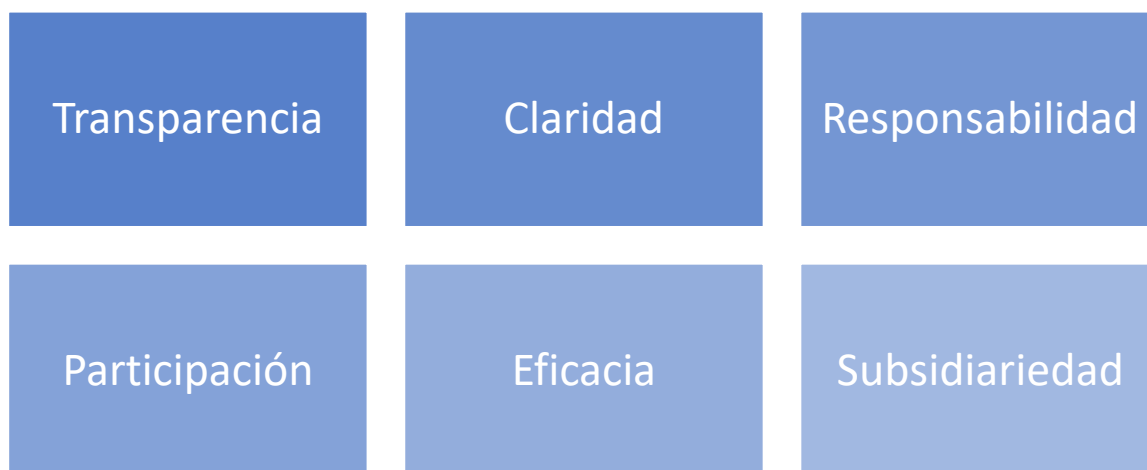 Transparencia
Claridad
Responsabilidad
Participación
Eficacia
Subsidiariedad